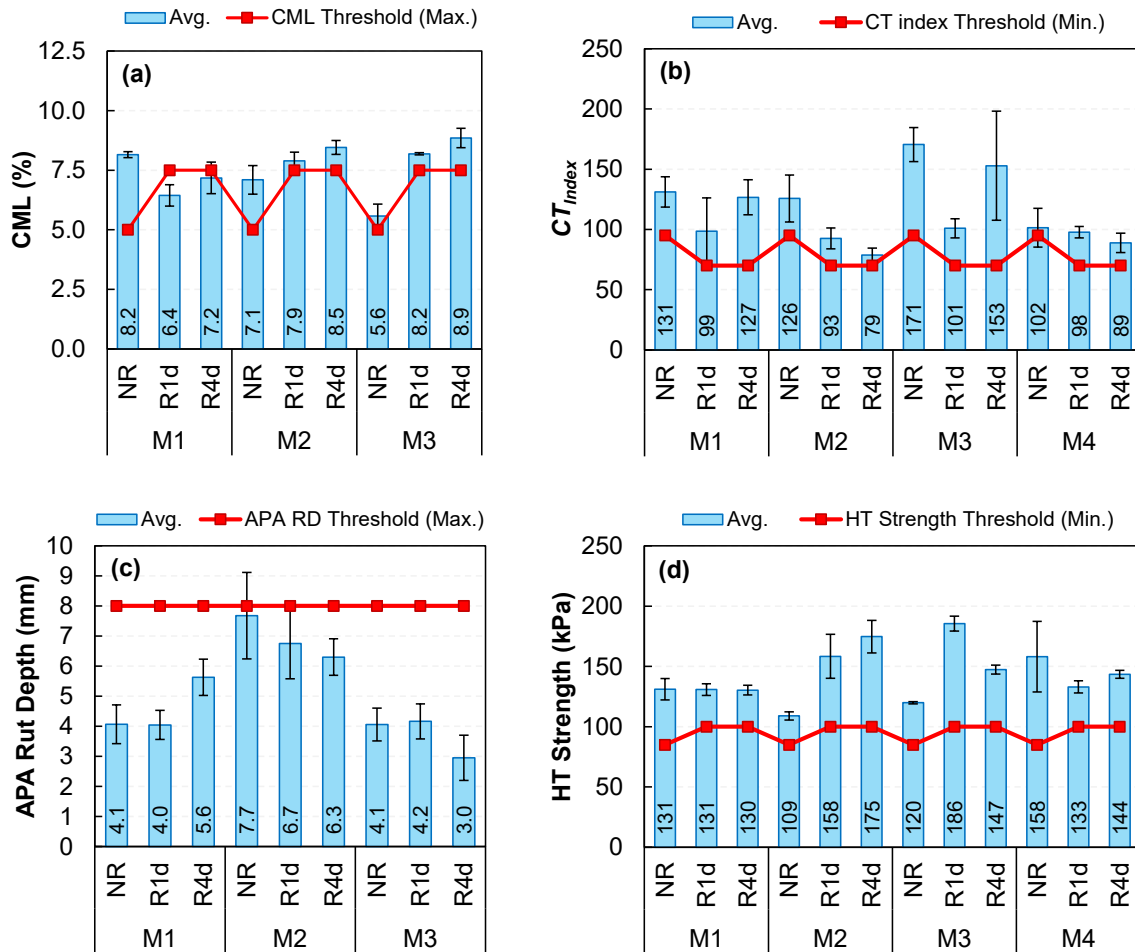 Avg. CML Threshold (Max.)
(a)
CML (%)
12.5
10.0
7.5
5.0
2.5
0.0
8.2 6.4 7.2 7.1 7.9 8.5 5.6 8.2 8.9
NR R1d R4d NR R1d R4d NR R1d R4d
M1 M2 M3
Avg. CT index Threshold (Min.)
(b)
CTIndex
250
200
150
100
50
0
131 99 127 126 93 79 171 101 153 102 98 89
NR R1d R4d NR R1d R4d NR R1d R4d NR R1d R4d
M1 M2 M3 M4
Avg. APA RD Threshold (Max.)
(c)
APA Rut Depth (mm)
10
9
8
7
6
5
4
3
2
1
0
4.1 4.0 5.6 7.7 6.7 6.3 4.1 4.2 3.0
NR R1d R4d NR R1d R4d NR R1d R4d
M1 M2 M3
Avg. HT Strength Threshold (Min.)
(d)
HT Strength (kPa)
250
200
150
100
50
0
131 131 130 109 158 175 120 186 147 158 133 144
NR R1d R4d NR R1d R4d NR R1d R4d NR R1d R4d
M1 M2 M3 M4